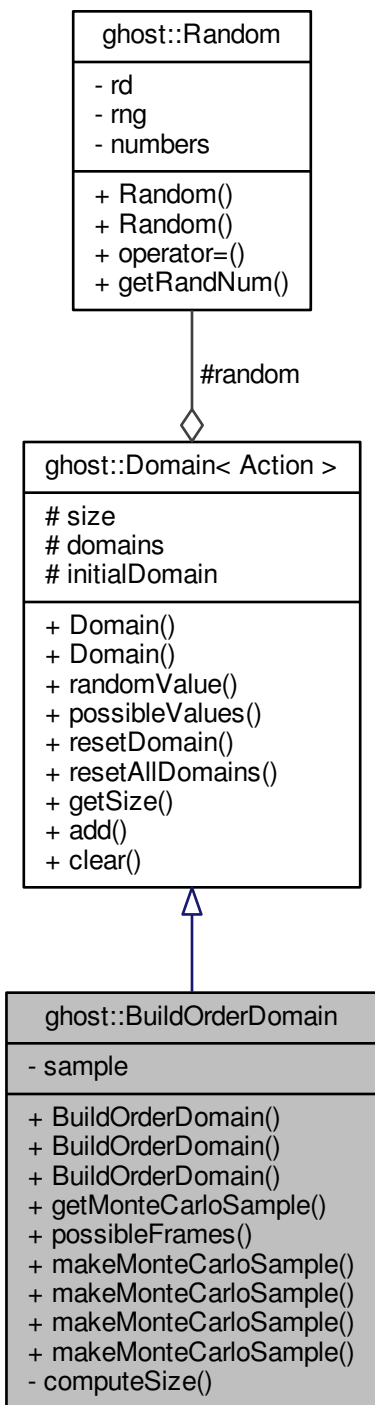 ghost::Random
- rd
- rng
- numbers
+ Random()
+ Random()
+ operator=()
+ getRandNum()
#random
ghost::Domain< Action >
# size
# domains
# initialDomain
+ Domain()
+ Domain()
+ randomValue()
+ possibleValues()
+ resetDomain()
+ resetAllDomains()
+ getSize()
+ add()
+ clear()
ghost::BuildOrderDomain
- sample
+ BuildOrderDomain()
+ BuildOrderDomain()
+ BuildOrderDomain()
+ getMonteCarloSample()
+ possibleFrames()
+ makeMonteCarloSample()
+ makeMonteCarloSample()
+ makeMonteCarloSample()
+ makeMonteCarloSample()
- computeSize()